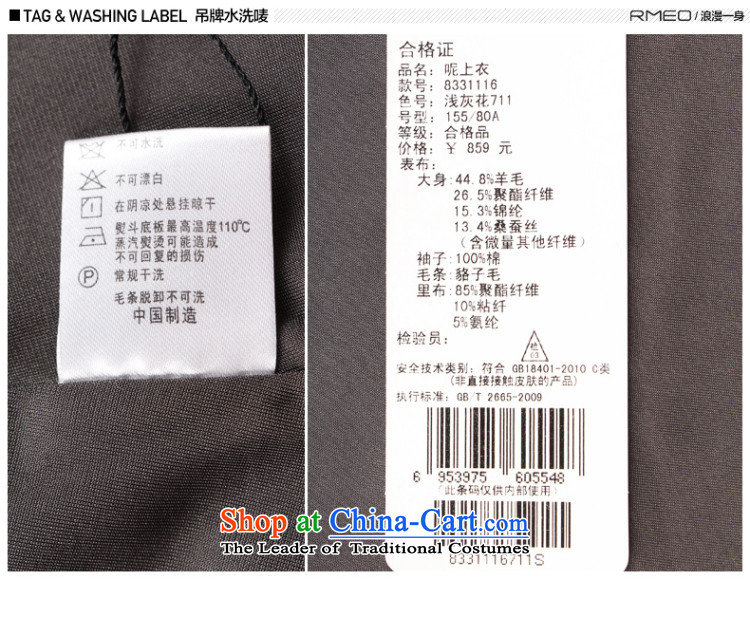 TAG & WASHING LABEL 吊牌水洗唛
RMEO/浪漫一身
不可水洗
不可漂白
在阴凉处悬挂晾干
熨斗底板最高温度110℃
蒸汽熨烫可能造成
不可回复的损伤
P 常规干洗
毛条脱卸不可洗
中国制造
合格证
品名：呢上衣
款号：8331116
色号：浅灰花711
号型：155/80A
等级：合格品
价格：￥ 859 元
表布：
大身：44.8%羊毛
26.5%聚酯纤维
15.3%锦纶
13.4%桑蚕丝
（含微量其他纤维）
袖子：100%棉
毛条：貉子毛
里布：85%聚酯纤维
10%粘纤
5%氨纶
检验员：
检
03
安全技术类别：符合 GB18401-2010 C类
(非直接接触皮肤的产品)
执行标准：GB/T 2665-2009
6 953975 605548
（此条码仅供内部使用）
8331116711S
Shop at China-Cart.com
The Leader of Traditional Costumes